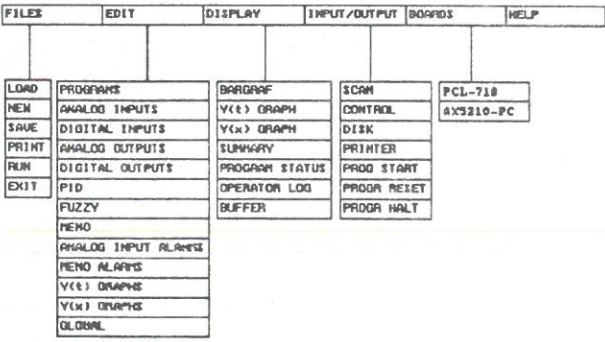 FILES EDIT DISPLAY INPUT/OUTPUT BOARDS HELP
LOAD
NEW
SAVE
PRINT
RUN
EXIT
PROGRAMS
ANALOG INPUTS
DIGITAL INPUTS
ANALOG OUTPUTS
DIGITAL OUTPUTS
PID
FUZZY
MEMO
ANALOG INPUT ALARMS
MEMO ALARMS
Y(t) GRAPHS
Y(x) GRAPHS
GLOBAL
BARGRAF
Y(t) GRAPH
Y(x) GRAPH
SUMMARY
PROGRAM STATUS
OPERATOR LOG
BUFFER
SCAN
CONTROL
DISK
PRINTER
PROG START
PROGR RESET
PROGR HALT
PCL-718
AX5210-PC